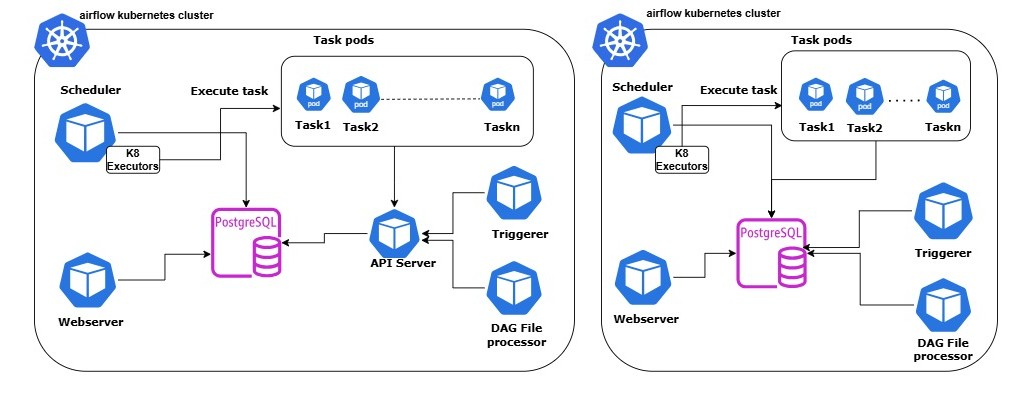 airflow kubernetes cluster
Task pods
Scheduler
Execute task
pod
pod
pod
Task1
Task2
Taskn
K8
Executors
PostgreSQL
Triggerer
API Server
Webserver
DAG File
processor
airflow kubernetes cluster
Task pods
Scheduler
Execute task
pod
pod
pod
Task1
Task2
Taskn
K8
Executors
PostgreSQL
Triggerer
Webserver
DAG File
processor